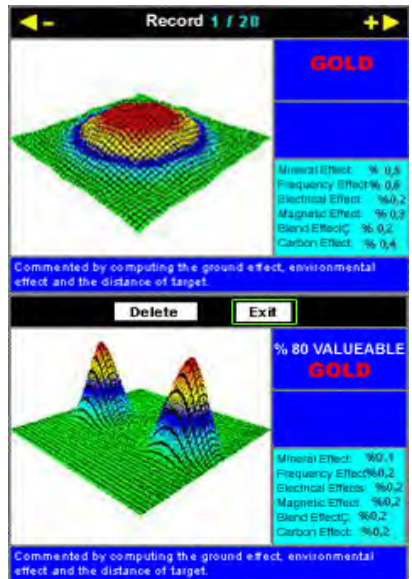 Record 1 / 20
GOLD
Mineral Effect: % 0,5
Frequency Effect% 0,6
Electrical Effect: %0,2
Magnetic Effect: % 0,3
Blend EffectÇ % 0,2
Carbon Effect: % 0,4
Commented by computing the ground effect, environmental
effect and the distance of target.
Delete Exit
% 80 VALUEABLE
GOLD
Mineral Effect: %0,1
Frequency Effect%0,2
Electrical Effects %0,2
Magnetic Effect: %0,2
Blend EffectÇ %0,2
Carbon Effect: %0,2
Commented by computing the ground effect, environmental
effect and the distance of target.